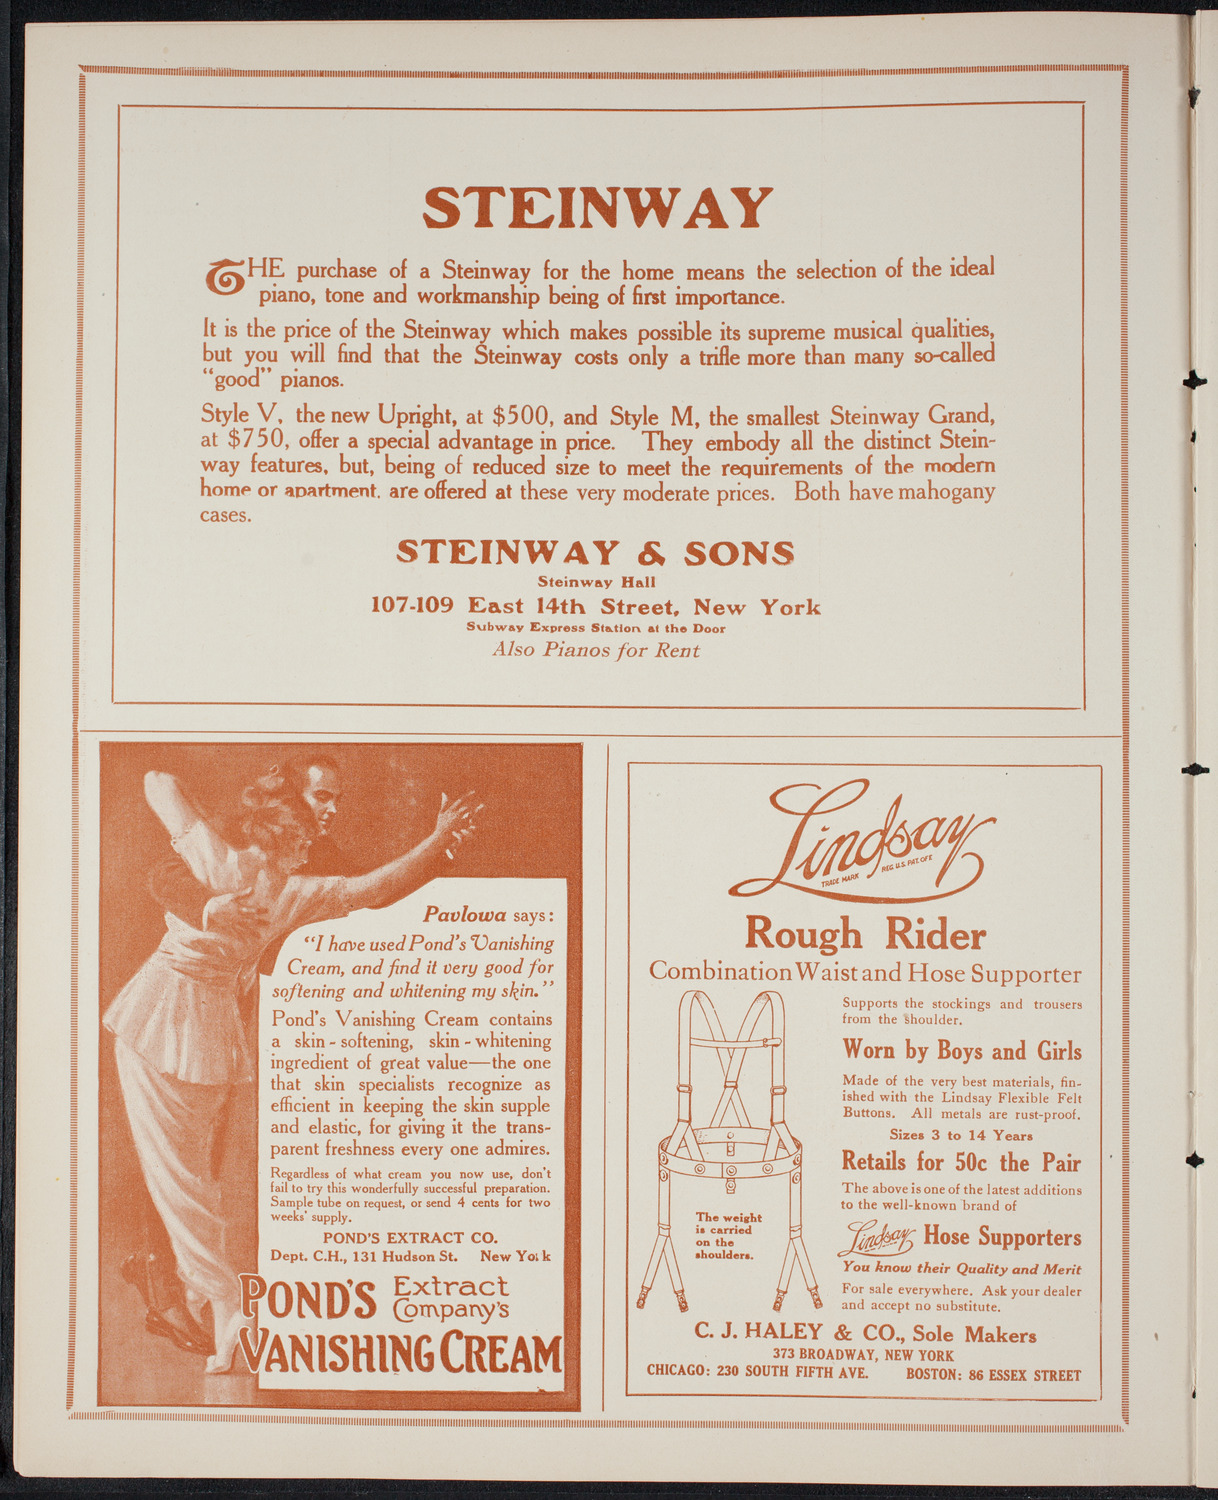 STEINWAY
THE purchase of a Steinway for the home means the selection of the ideal
piano, tone and workmanship being of first importance.
It is the price of the Steinway which makes possible its supreme musical qualities,
but you will find that the Steinway costs only a trifle more than many so-called
“good” pianos.
Style V, the new Upright, at $500, and Style M, the smallest Steinway Grand,
at $750, offer a special advantage in price. They embody all the distinct Stein-
way features, but, being of reduced size to meet the requirements of the modern
home or apartment, are offered at these very moderate prices. Both have mahogany
cases.
STEINWAY & SONS
Steinway Hall
107-109 East 14th Street, New York
Subway Express Station at the Door
Also Pianos for Rent
Pavlowa says:
“I have used Pond's Vanishing
Cream, and find it very good for
softening and whitening my skin.”
Pond's Vanishing Cream contains
a skin-softening, skin-whitening
ingredient of great value—the one
that skin specialists recognize as
efficient in keeping the skin supple
and elastic, for giving it the trans-
parent freshness every one admires.
Regardless of what cream you now use, don't
fail to try this wonderfully successful preparation.
Sample tube on request, or send 4 cents for two
weeks' supply.
POND'S EXTRACT CO.
Dept. C.H., 131 Hudson St. New York
POND'S Extract
Company's
VANISHING CREAM
Lindsay
TRADE MARK REG. U.S. PAT. OFF.
Rough Rider
Combination Waist and Hose Supporter
Supports the stockings and trousers
from the shoulder.
Worn by Boys and Girls
Made of the very best materials, fin-
ished with the Lindsay Flexible Felt
Buttons. All metals are rust-proof.
Sizes 3 to 14 Years
Retails for 50c the Pair
The above is one of the latest additions
to the well-known brand of
Lindsay Hose Supporters
You know their Quality and Merit
For sale everywhere. Ask your dealer
and accept no substitute.
The weight
is carried
on the
shoulders.
C. J. HALEY & CO., Sole Makers
373 BROADWAY, NEW YORK
CHICAGO: 230 SOUTH FIFTH AVE. BOSTON: 86 ESSEX STREET